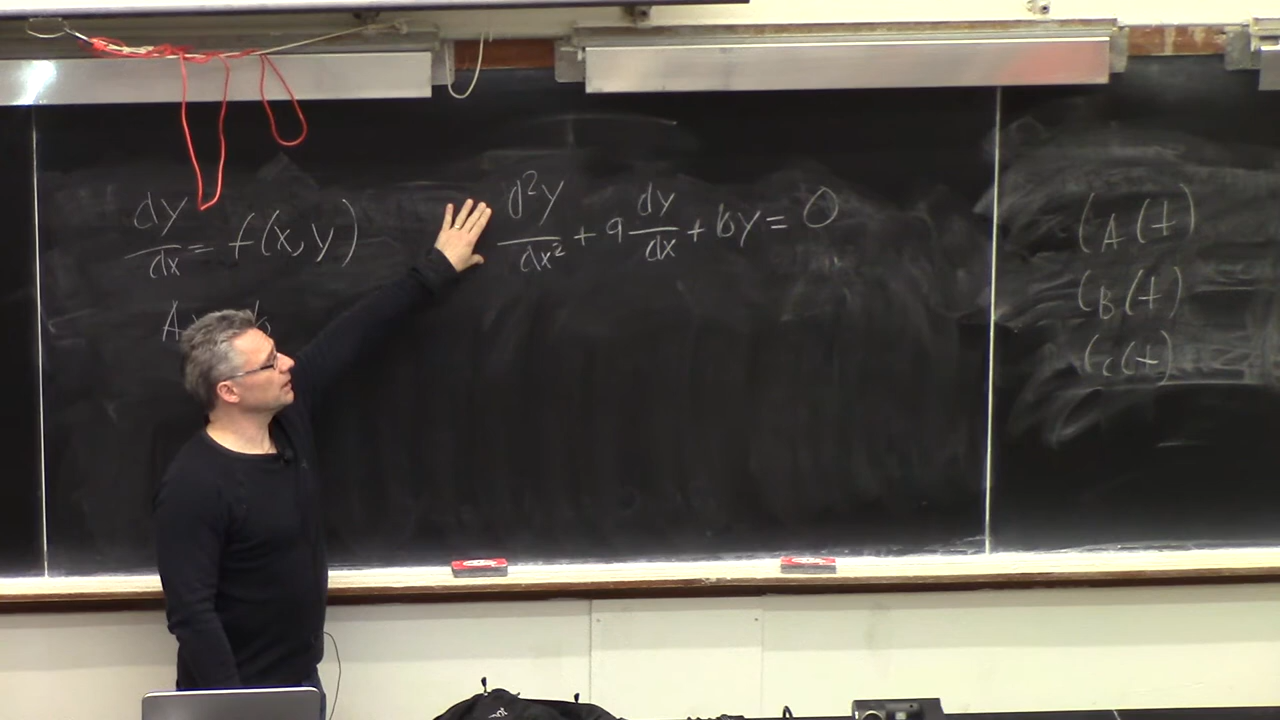 dy/dx = f(x,y)
d²y/dx² + a dy/dx + by = 0
C_A(t)
C_B(t)
C_C(t)